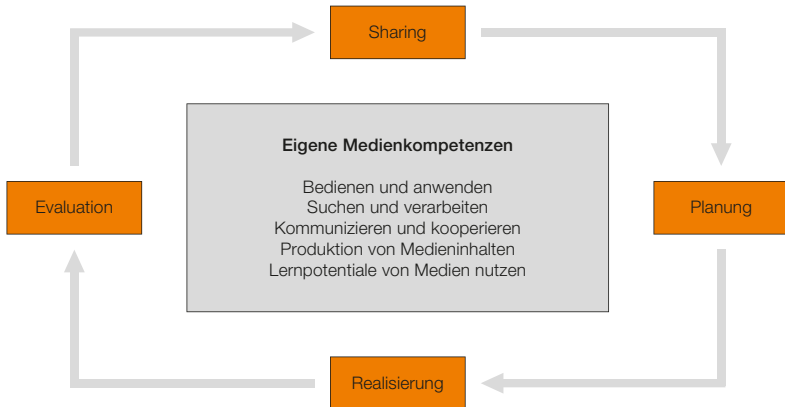 Sharing
Eigene Medienkompetenzen
Bedienen und anwenden
Suchen und verarbeiten
Kommunizieren und kooperieren
Produktion von Medieninhalten
Lernpotentiale von Medien nutzen
Evaluation
Planung
Realisierung